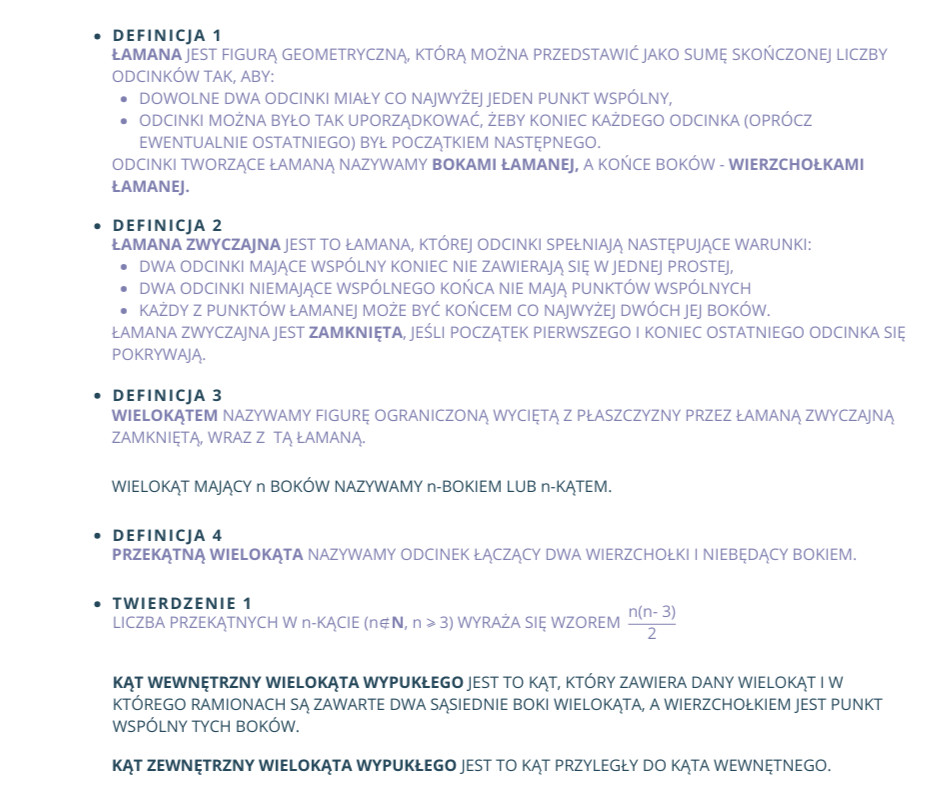 • DEFINICJA 1
ŁAMANA JEST FIGURĄ GEOMETRYCZNĄ, KTÓRĄ MOŻNA PRZEDSTAWIĆ JAKO SUMĘ SKOŃCZONEJ LICZBY
ODCINKÓW TAK, ABY:
• DOWOLNE DWA ODCINKI MIAŁY CO NAJWYŻEJ JEDEN PUNKT WSPÓLNY,
• ODCINKI MOŻNA BYŁO TAK UPORZĄDKOWAĆ, ŻEBY KONIEC KAŻDEGO ODCINKA (OPRÓCZ
EWENTUALNIE OSTATNIEGO) BYŁ POCZĄTKIEM NASTĘPNEGO.
ODCINKI TWORZĄCE ŁAMANĄ NAZYWAMY BOKAMI ŁAMANEJ, A KOŃCE BOKÓW - WIERZCHOŁKAMI
ŁAMANEJ.
• DEFINICJA 2
ŁAMANA ZWYCZAJNA JEST TO ŁAMANA, KTÓREJ ODCINKI SPEŁNIAJĄ NASTĘPUJĄCE WARUNKI:
• DWA ODCINKI MAJĄCE WSPÓLNY KONIEC NIE ZAWIERAJĄ SIĘ W JEDNEJ PROSTEJ,
• DWA ODCINKI NIEMAJĄCE WSPÓLNEGO KOŃCA NIE MAJĄ PUNKTÓW WSPÓLNYCH
• KAŻDY Z PUNKTÓW ŁAMANEJ MOŻE BYĆ KOŃCEM CO NAJWYŻEJ DWÓCH JEJ BOKÓW.
ŁAMANA ZWYCZAJNA JEST ZAMKNIĘTA, JEŚLI POCZĄTEK PIERWSZEGO I KONIEC OSTATNIEGO ODCINKA SIĘ
POKRYWAJĄ.
• DEFINICJA 3
WIELOKĄTEM NAZYWAMY FIGURĘ OGRANICZONĄ WYCIĘTĄ Z PŁASZCZYZNY PRZEZ ŁAMANĄ ZWYCZAJNĄ
ZAMKNIĘTĄ, WRAZ Z TĄ ŁAMANĄ.
WIELOKĄT MAJĄCY n BOKÓW NAZYWAMY n-BOKIEM LUB n-KĄTEM.
• DEFINICJA 4
PRZEKĄTNĄ WIELOKĄTA NAZYWAMY ODCINEK ŁĄCZĄCY DWA WIERZCHOŁKI I NIEBĘDĄCY BOKIEM.
• TWIERDZENIE 1
LICZBA PRZEKĄTNYCH W n-KĄCIE (n∉N, n ⩾ 3) WYRAŻA SIĘ WZOREM n(n- 3)
2
KĄT WEWNĘTRZNY WIELOKĄTA WYPUKŁEGO JEST TO KĄT, KTÓRY ZAWIERA DANY WIELOKĄT I W
KTÓREGO RAMIONACH SĄ ZAWARTE DWA SĄSIEDNIE BOKI WIELOKĄTA, A WIERZCHOŁKIEM JEST PUNKT
WSPÓLNY TYCH BOKÓW.
KĄT ZEWNĘTRZNY WIELOKĄTA WYPUKŁEGO JEST TO KĄT PRZYLEGŁY DO KĄTA WEWNĘTNEGO.